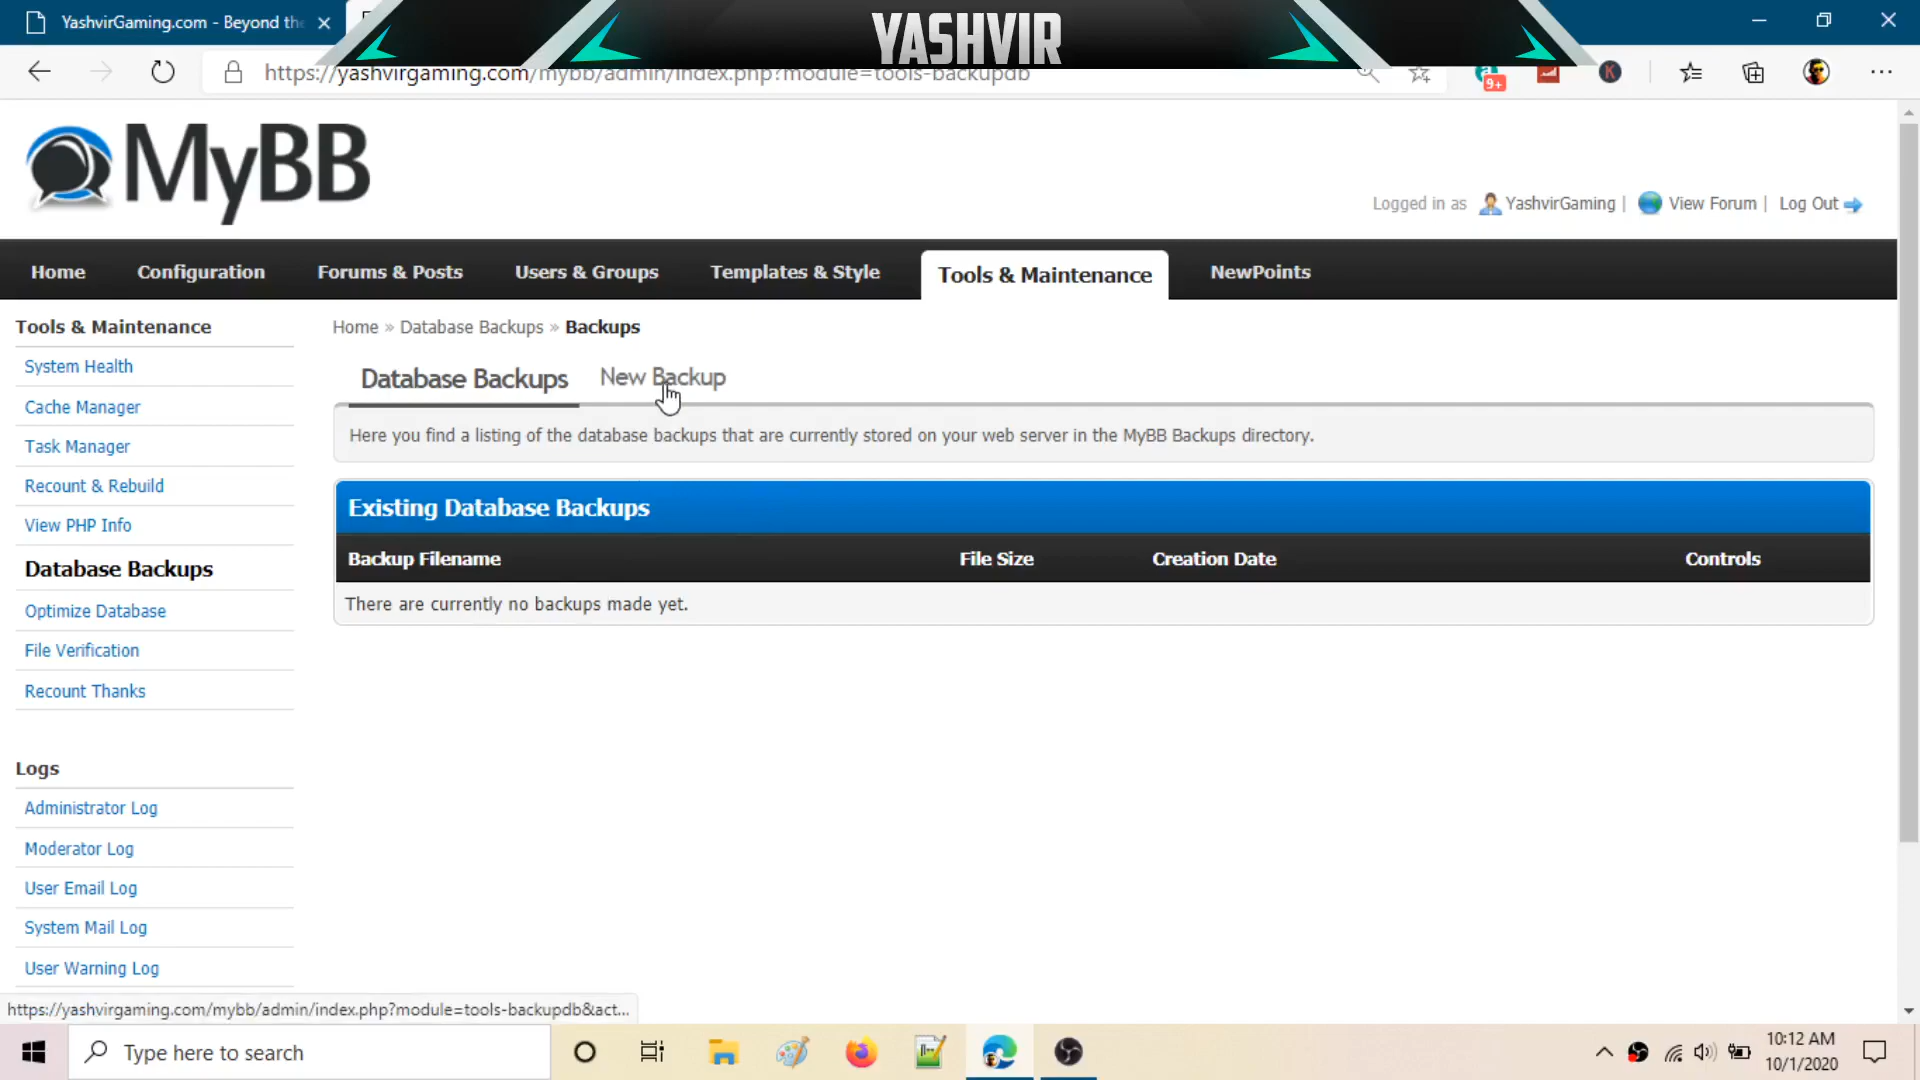 YashvirGaming.com - Beyond the
YASHVIR
https://yashvirgaming.com/mybb/admin/index.php?module=tools-backupdb
9+
K
MyBB
Logged in as YashvirGaming | View Forum | Log Out
Home Configuration Forums & Posts Users & Groups Templates & Style Tools & Maintenance NewPoints
Tools & Maintenance
System Health
Cache Manager
Task Manager
Recount & Rebuild
View PHP Info
Database Backups
Optimize Database
File Verification
Recount Thanks
Logs
Administrator Log
Moderator Log
User Email Log
System Mail Log
User Warning Log
Home » Database Backups » Backups
Database Backups New Backup
Here you find a listing of the database backups that are currently stored on your web server in the MyBB Backups directory.
Existing Database Backups
Backup Filename File Size Creation Date Controls
There are currently no backups made yet.
https://yashvirgaming.com/mybb/admin/index.php?module=tools-backupdb&act...
Type here to search
10:12 AM
10/1/2020